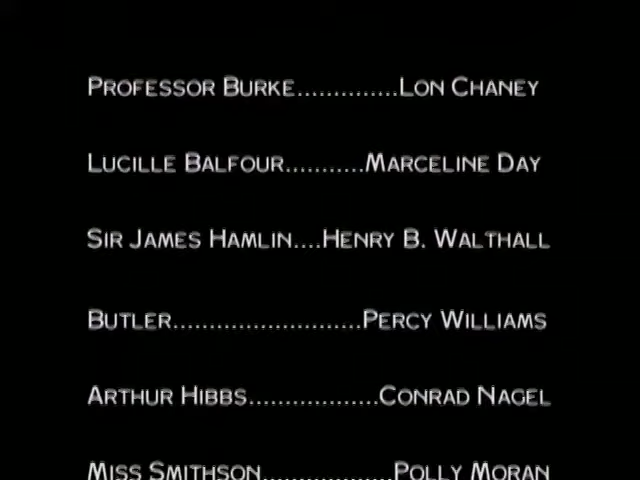 Professor Burke..............Lon Chaney
Lucille Balfour...........Marceline Day
Sir James Hamlin....Henry B. Walthall
Butler..........................Percy Williams
Arthur Hibbs..................Conrad Nagel
Miss Smithson..................Polly Moran